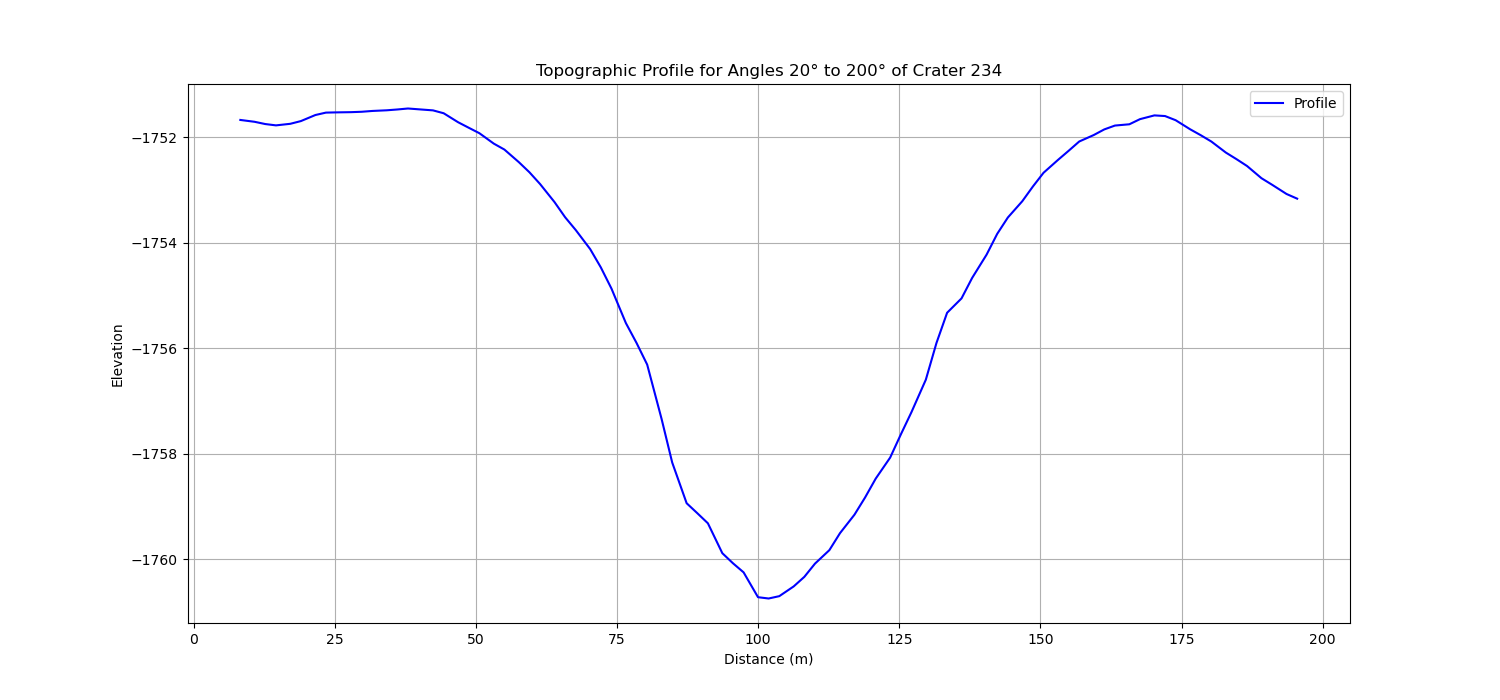 Topographic Profile for Angles 20° to 200° of Crater 234
Profile
−1752
−1754
−1756
−1758
−1760
Elevation
0 25 50 75 100 125 150 175 200
Distance (m)